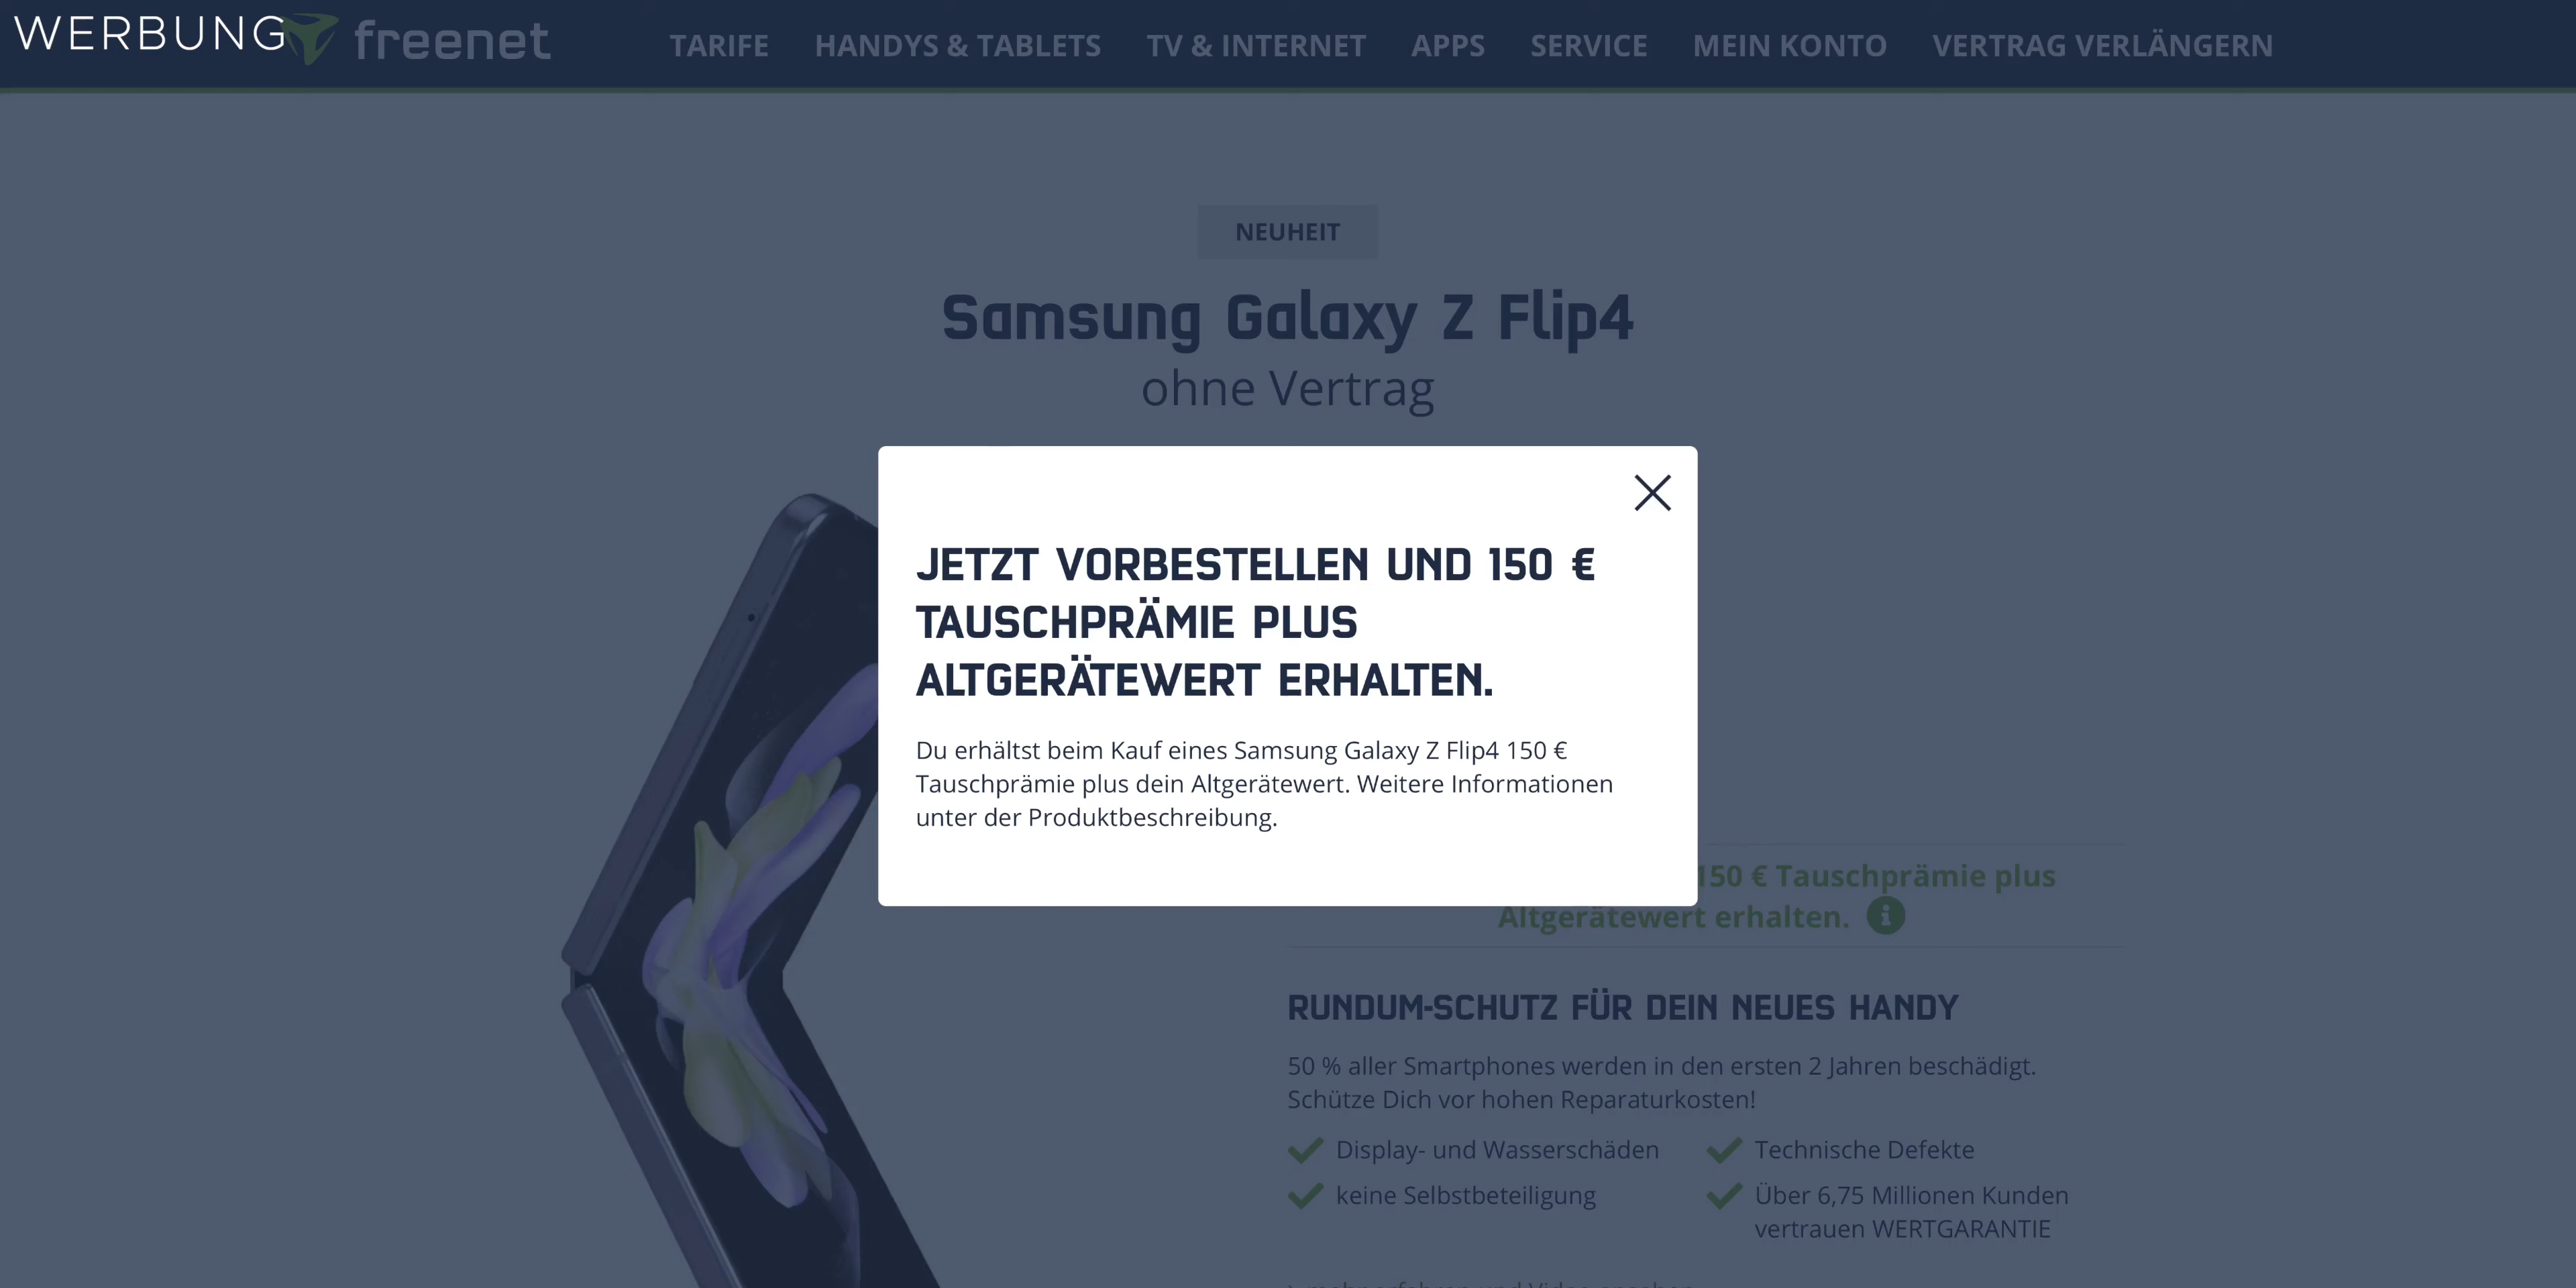 WERBUNG
freenet
TARIFE HANDYS & TABLETS TV & INTERNET APPS SERVICE MEIN KONTO VERTRAG VERLÄNGERN
NEUHEIT
Samsung Galaxy Z Flip4
ohne Vertrag
JETZT VORBESTELLEN UND 150 €
TAUSCHPRÄMIE PLUS
ALTGERÄTEWERT ERHALTEN.
Du erhältst beim Kauf eines Samsung Galaxy Z Flip4 150 €
Tauschprämie plus dein Altgerätewert. Weitere Informationen
unter der Produktbeschreibung.
150 € Tauschprämie plus
Altgerätewert erhalten.
RUNDUM-SCHUTZ FÜR DEIN NEUES HANDY
50 % aller Smartphones werden in den ersten 2 Jahren beschädigt.
Schütze Dich vor hohen Reparaturkosten!
Display- und Wasserschäden
Technische Defekte
keine Selbstbeteiligung
Über 6,75 Millionen Kunden
vertrauen WERTGARANTIE